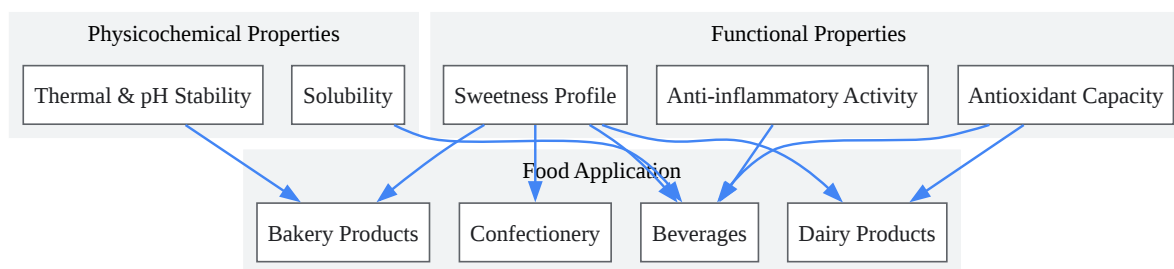 Physicochemical Properties
Functional Properties
Thermal & pH Stability
Solubility
Sweetness Profile
Anti-inflammatory Activity
Antioxidant Capacity
Food Application
Bakery Products
Confectionery
Beverages
Dairy Products